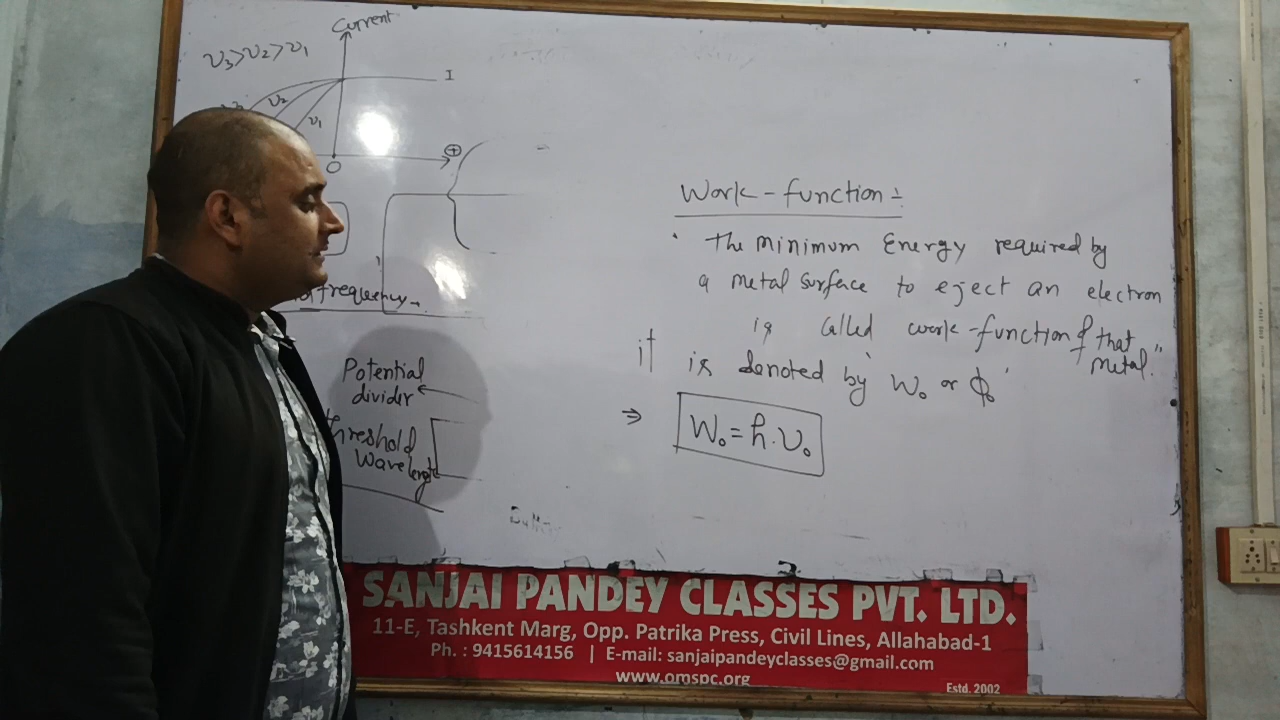 Current
ν3>ν2>ν1
I
ν2
ν1
⊕
O
frequency
Potential
divider
threshold
Wavelength
Work-function÷
The minimum Energy required by
a metal surface to eject an electron
is called work-function of that
metal."
it is denoted by W₀ or ϕ₀
⇒ W₀ = h.ν₀
SANJAI PANDEY CLASSES PVT. LTD.
11-E, Tashkent Marg, Opp. Patrika Press, Civil Lines, Allahabad-1
Ph. : 9415614156 | E-mail: sanjaipandeyclasses@gmail.com
www.omspc.org
Estd. 2002